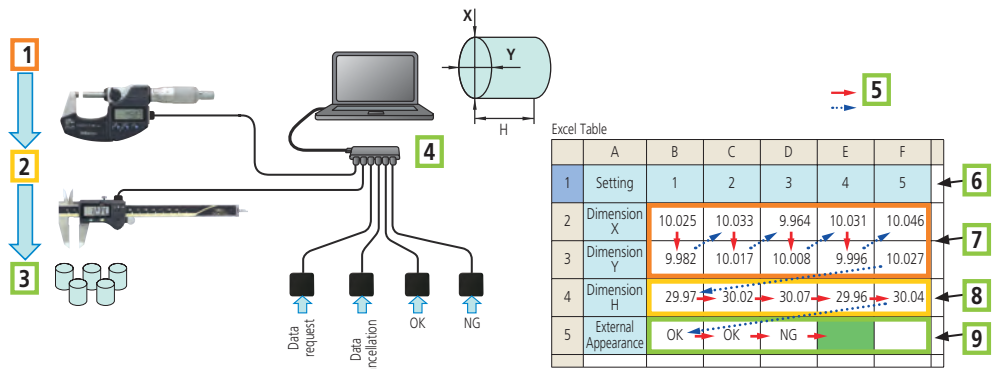 1
2
3
4
X
Y
H
Data
request
Data
ncellation
OK
NG
5
Excel Table
A B C D E F
1 Setting 1 2 3 4 5
2 Dimension X 10.025 10.033 9.964 10.031 10.046
3 Dimension Y 9.982 10.017 10.008 9.996 10.027
4 Dimension H 29.97 30.02 30.07 29.96 30.04
5 External Appearance OK OK NG
6
7
8
9